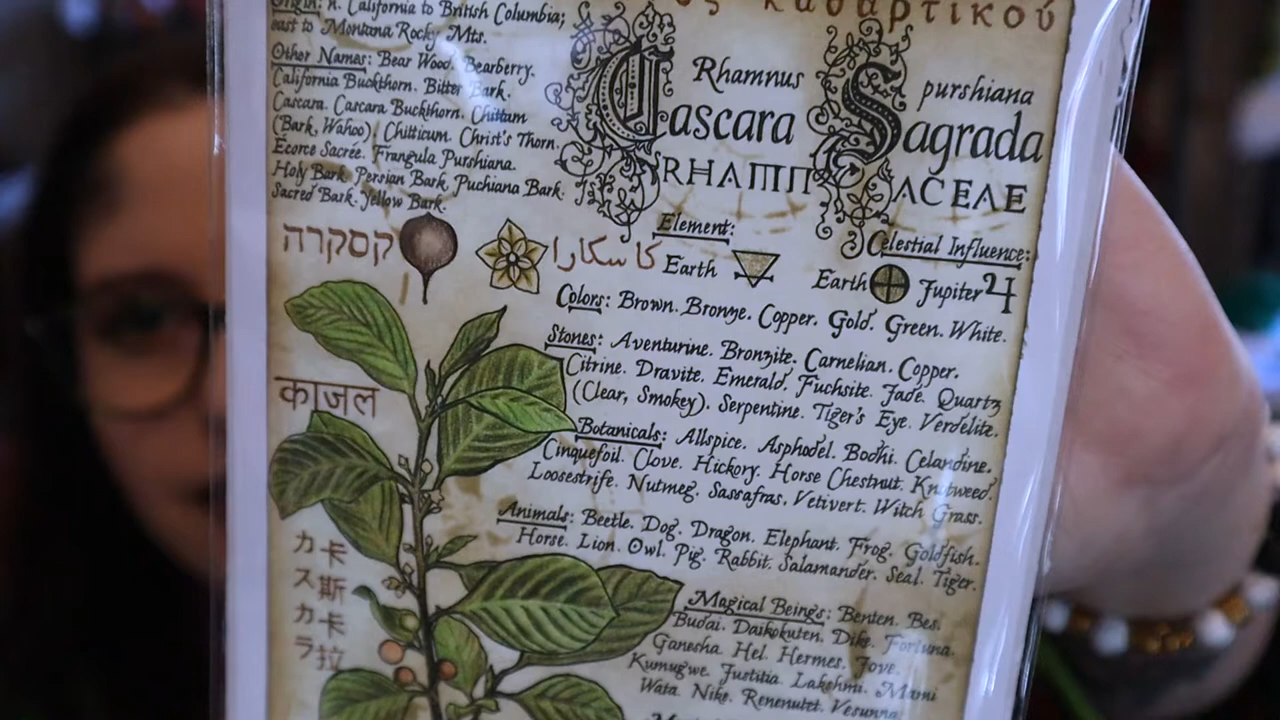 ς καθαρτικού
Origin: n. California to British Columbia;
east to Montana Rocky Mts.
Other Names: Bear Wood. Bearberry.
California Buckthorn. Bitter Bark.
Cascara. Cascara Buckthorn. Chittam
(Bark, Wahoo). Chitticum. Christ's Thorn.
Écorce Sacrée. Frangula Purshiana.
Holy Bark. Persian Bark. Puchiana Bark.
Sacred Bark. Yellow Bark.
Rhamnus purshiana
Cascara Sagrada
RHAMNACEAE
קסקרה
كا سكارا
Element:
Earth
Celestial Influence:
Earth Jupiter
Colors: Brown. Bronze. Copper. Gold. Green. White.
Stones: Aventurine. Bronzite. Carnelian. Copper.
Citrine. Dravite. Emerald. Fuchsite. Jade. Quartz
(Clear, Smokey). Serpentine. Tiger's Eye. Verdelite.
Botanicals: Allspice. Asphodel. Bodhi. Celandine.
Cinquefoil. Clove. Hickory. Horse Chestnut. Knotweed.
Loosestrife. Nutmeg. Sassafras. Vetivert. Witch Grass.
Animals: Beetle. Dog. Dragon. Elephant. Frog. Goldfish.
Horse. Lion. Owl. Pig. Rabbit. Salamander. Seal. Tiger.
Magical Beings: Benten. Bes.
Budai. Daikokuten. Dike. Fortuna.
Ganesha. Hel. Hermes. Jove.
Kumugwe. Justitia. Lakshmi. Mami
Wata. Nike. Renenutet. Vesunna.
काजल
カスカラ
卡斯卡拉